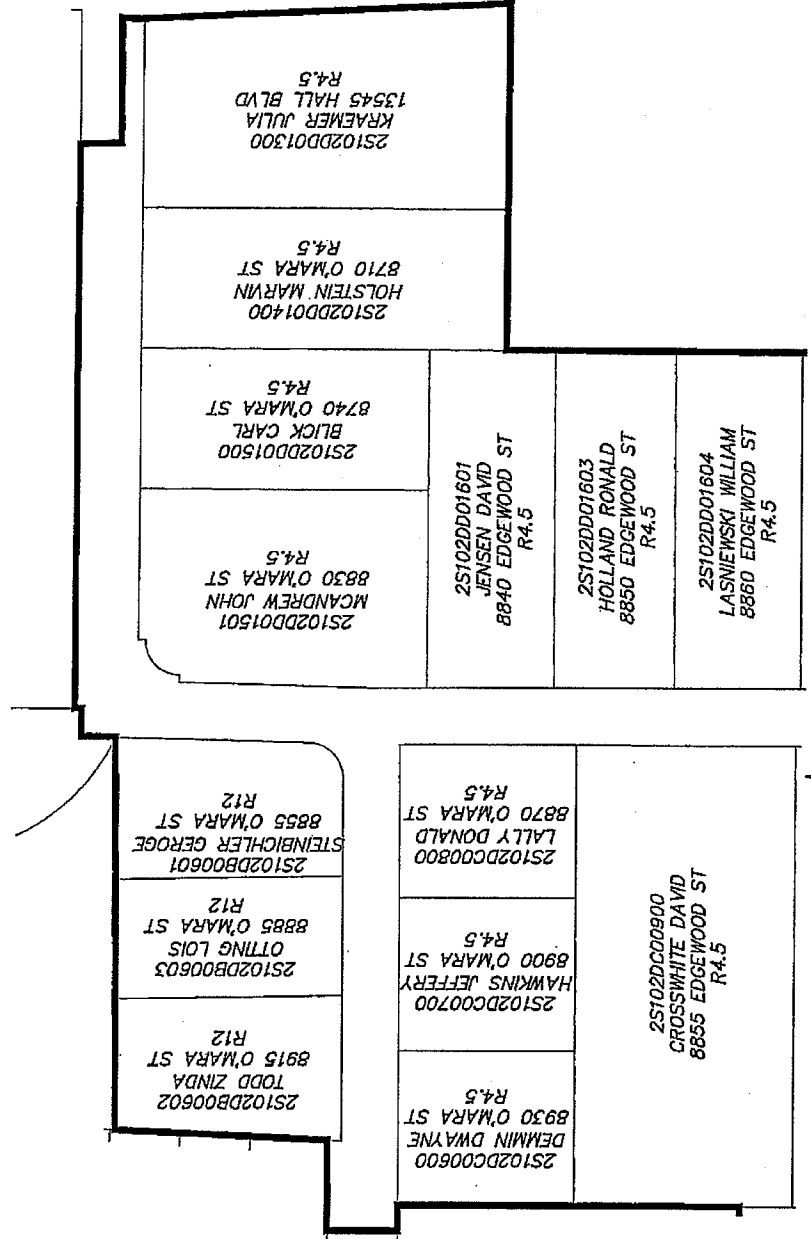 2S102DD01300
KRAEMER JULIA
13545 HALL BLVD
R4.5
2S102DD01400
HOLSTEIN MARVIN
8710 O'MARA ST
R4.5
2S102DD01500
BLICK CARL
8740 O'MARA ST
R4.5
2S102DD01501
MCANDREW JOHN
8830 O'MARA ST
R4.5
2S102DD01601
JENSEN DAVID
8840 EDGEWOOD ST
R4.5
2S102DD01603
HOLLAND RONALD
8850 EDGEWOOD ST
R4.5
2S102DD01604
LASNIEWSKI WILLIAM
8860 EDGEWOOD ST
R4.5
2S102DB00601
STEINBICHLER GEROGE
8855 O'MARA ST
R12
2S102DB00603
OTTING LOIS
8885 O'MARA ST
R12
2S102DB00602
TODD ZINDA
8915 O'MARA ST
R12
2S102DC00800
LALLY DONALD
8870 O'MARA ST
R4.5
2S102DC00700
HAWKINS JEFFERY
8900 O'MARA ST
R4.5
2S102DC00600
DEMMIN DWAYNE
8930 O'MARA ST
R4.5
2S102DC00900
CROSSWHITE DAVID
8855 EDGEWOOD ST
R4.5